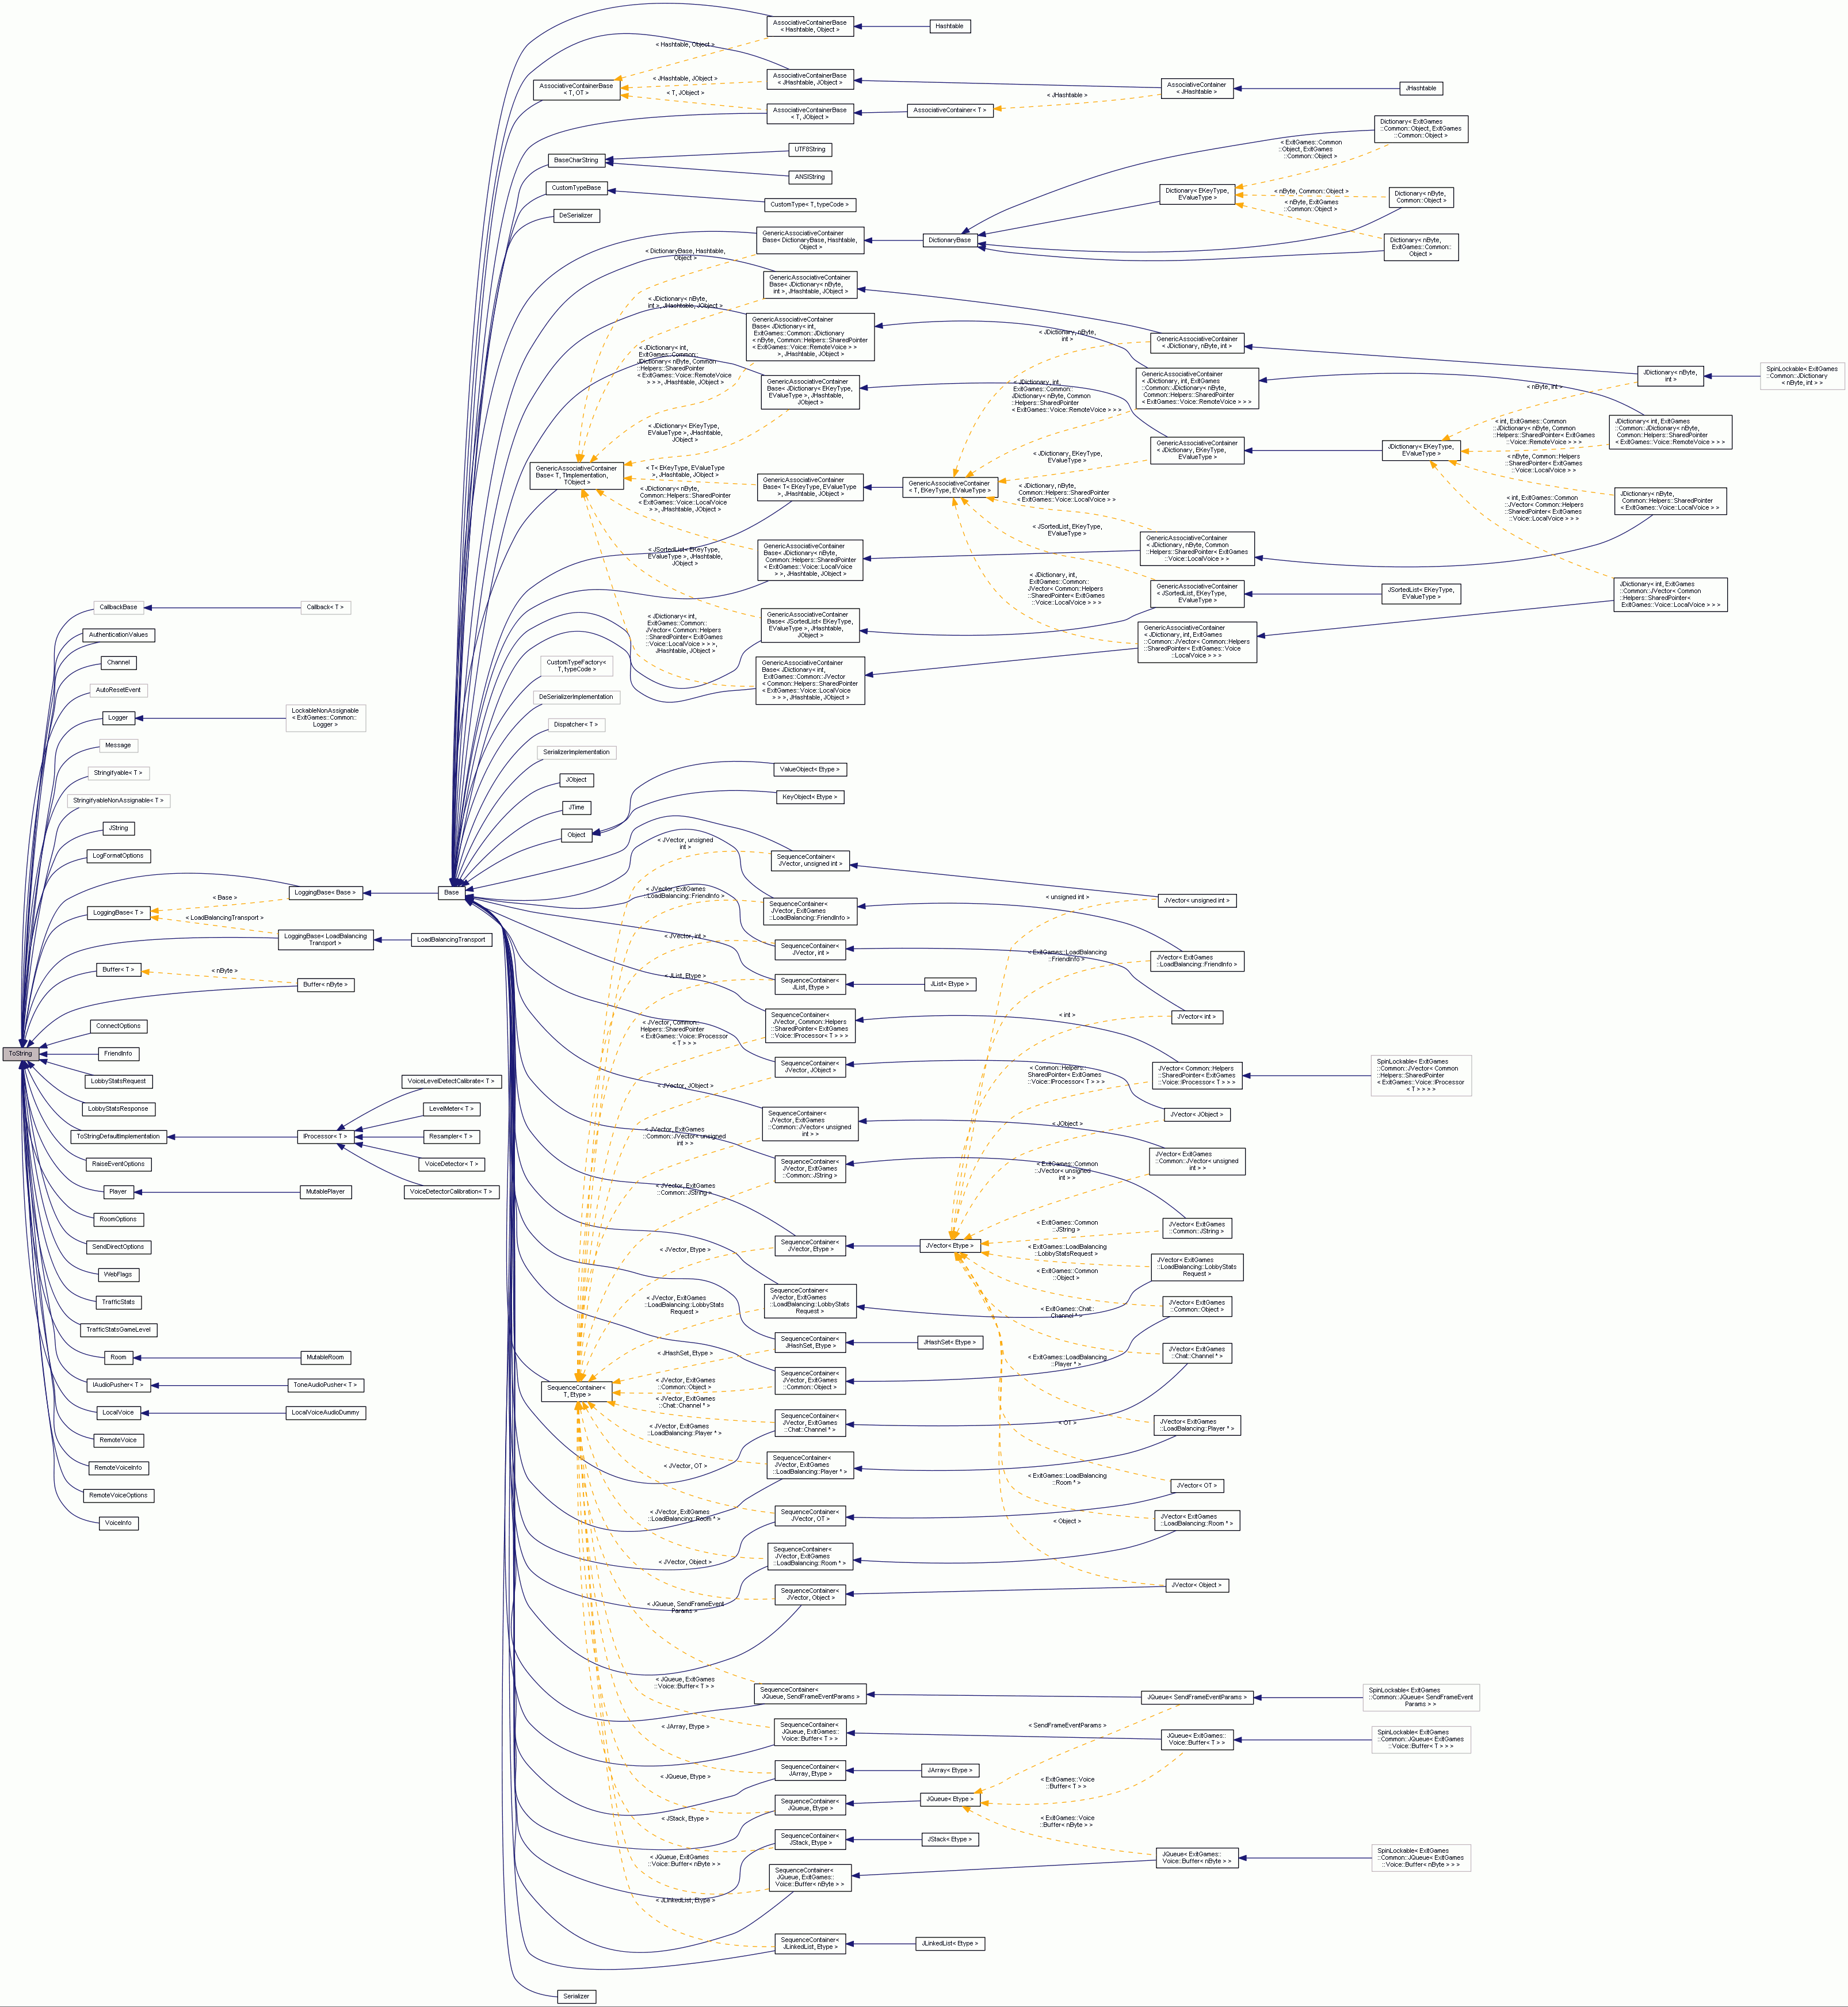 AssociativeContainerBase
< Hashtable, Object >
Hashtable
< Hashtable, Object >
AssociativeContainerBase
< T, OT >
< JHashtable, JObject >
AssociativeContainerBase
< JHashtable, JObject >
AssociativeContainer
< JHashtable >
JHashtable
< T, JObject >
< JHashtable >
AssociativeContainerBase
< T, JObject >
AssociativeContainer< T >
Dictionary< ExitGames
::Common::Object, ExitGames
::Common::Object >
BaseCharString
UTF8String
ANSIString
< ExitGames::Common
::Object, ExitGames
::Common::Object >
CustomTypeBase
CustomType< T, typeCode >
Dictionary< EKeyType,
EValueType >
< nByte, Common::Object >
< nByte, ExitGames
::Common::Object >
Dictionary< nByte,
Common::Object >
DeSerializer
GenericAssociativeContainer
Base< DictionaryBase, Hashtable,
Object >
DictionaryBase
Dictionary< nByte,
ExitGames::Common::
Object >
< DictionaryBase, Hashtable,
Object >
GenericAssociativeContainer
Base< JDictionary< nByte,
int >, JHashtable, JObject >
< JDictionary< nByte,
int >, JHashtable, JObject >
GenericAssociativeContainer
Base< JDictionary< int,
ExitGames::Common::JDictionary
< nByte, Common::Helpers::SharedPointer
< ExitGames::Voice::RemoteVoice > >
>, JHashtable, JObject >
< JDictionary, nByte,
int >
GenericAssociativeContainer
< JDictionary, nByte, int >
< JDictionary< int,
ExitGames::Common::
JDictionary< nByte, Common
::Helpers::SharedPointer
< ExitGames::Voice::RemoteVoice
> > >, JHashtable, JObject >
GenericAssociativeContainer
Base< JDictionary< EKeyType,
EValueType >, JHashtable,
JObject >
< JDictionary, int,
ExitGames::Common::
JDictionary< nByte, Common
::Helpers::SharedPointer
< ExitGames::Voice::RemoteVoice > > >
GenericAssociativeContainer
< JDictionary, int, ExitGames
::Common::JDictionary< nByte,
Common::Helpers::SharedPointer
< ExitGames::Voice::RemoteVoice > > >
JDictionary< nByte,
int >
SpinLockable< ExitGames
::Common::JDictionary
< nByte, int > >
< nByte, int >
JDictionary< int, ExitGames
::Common::JDictionary< nByte,
Common::Helpers::SharedPointer
< ExitGames::Voice::RemoteVoice > > >
< int, ExitGames::Common
::JDictionary< nByte, Common
::Helpers::SharedPointer< ExitGames
::Voice::RemoteVoice > > >
< JDictionary< EKeyType,
EValueType >, JHashtable,
JObject >
GenericAssociativeContainer
< JDictionary, EKeyType,
EValueType >
JDictionary< EKeyType,
EValueType >
< JDictionary, EKeyType,
EValueType >
< nByte, Common::Helpers
::SharedPointer< ExitGames
::Voice::LocalVoice > >
GenericAssociativeContainer
Base< T, TImplementation,
TObject >
< T< EKeyType, EValueType
>, JHashtable, JObject >
GenericAssociativeContainer
Base< T< EKeyType, EValueType
>, JHashtable, JObject >
GenericAssociativeContainer
< T, EKeyType, EValueType >
< JDictionary< nByte,
Common::Helpers::SharedPointer
< ExitGames::Voice::LocalVoice
> >, JHashtable, JObject >
< JDictionary, nByte,
Common::Helpers::SharedPointer
< ExitGames::Voice::LocalVoice > >
JDictionary< nByte,
Common::Helpers::SharedPointer
< ExitGames::Voice::LocalVoice > >
< int, ExitGames::Common
::JVector< Common::Helpers
::SharedPointer< ExitGames
::Voice::LocalVoice > > >
< JSortedList, EKeyType,
EValueType >
GenericAssociativeContainer
< JDictionary, nByte, Common
::Helpers::SharedPointer< ExitGames
::Voice::LocalVoice > >
< JSortedList< EKeyType,
EValueType >, JHashtable,
JObject >
GenericAssociativeContainer
Base< JDictionary< nByte,
Common::Helpers::SharedPointer
< ExitGames::Voice::LocalVoice
> >, JHashtable, JObject >
< JDictionary, int,
ExitGames::Common::
JVector< Common::Helpers
::SharedPointer< ExitGames
::Voice::LocalVoice > > >
GenericAssociativeContainer
< JSortedList, EKeyType,
EValueType >
JSortedList< EKeyType,
EValueType >
JDictionary< int, ExitGames
::Common::JVector< Common
::Helpers::SharedPointer<
ExitGames::Voice::LocalVoice > > >
CallbackBase
Callback< T >
< JDictionary< int,
ExitGames::Common::
JVector< Common::Helpers
::SharedPointer< ExitGames
::Voice::LocalVoice > > >,
JHashtable, JObject >
GenericAssociativeContainer
Base< JSortedList< EKeyType,
EValueType >, JHashtable,
JObject >
GenericAssociativeContainer
< JDictionary, int, ExitGames
::Common::JVector< Common::Helpers
::SharedPointer< ExitGames::Voice
::LocalVoice > > >
AuthenticationValues
Channel
CustomTypeFactory<
T, typeCode >
GenericAssociativeContainer
Base< JDictionary< int,
ExitGames::Common::JVector
< Common::Helpers::SharedPointer
< ExitGames::Voice::LocalVoice
> > >, JHashtable, JObject >
AutoResetEvent
DeSerializerImplementation
Logger
LockableNonAssignable
< ExitGames::Common::
Logger >
Dispatcher< T >
Message
SerializerImplementation
Stringifyable< T >
JObject
ValueObject< Etype >
StringifyableNonAssignable< T >
JTime
KeyObject< Etype >
JString
Object
LogFormatOptions
< JVector, unsigned
int >
SequenceContainer<
JVector, unsigned int >
LoggingBase< Base >
Base
< Base >
LoggingBase< T >
< LoadBalancingTransport >
< JVector, ExitGames
::LoadBalancing::FriendInfo >
SequenceContainer<
JVector, ExitGames
::LoadBalancing::FriendInfo >
< unsigned int >
JVector< unsigned int >
LoggingBase< LoadBalancing
Transport >
LoadBalancingTransport
< JVector, int >
SequenceContainer<
JVector, int >
< ExitGames::LoadBalancing
::FriendInfo >
JVector< ExitGames
::LoadBalancing::FriendInfo >
Buffer< T >
< nByte >
Buffer< nByte >
< JList, Etype >
SequenceContainer<
JList, Etype >
JList< Etype >
< int >
JVector< int >
ConnectOptions
< JVector, Common::
Helpers::SharedPointer
< ExitGames::Voice::IProcessor
< T > > >
SequenceContainer<
JVector, Common::Helpers
::SharedPointer< ExitGames
::Voice::IProcessor< T > > >
ToString
FriendInfo
SequenceContainer<
JVector, JObject >
< Common::Helpers::
SharedPointer< ExitGames
::Voice::IProcessor< T > > >
JVector< Common::Helpers
::SharedPointer< ExitGames
::Voice::IProcessor< T > > >
SpinLockable< ExitGames
::Common::JVector< Common
::Helpers::SharedPointer
< ExitGames::Voice::IProcessor
< T > > > >
LobbyStatsRequest
VoiceLevelDetectCalibrate< T >
< JVector, JObject >
LobbyStatsResponse
LevelMeter< T >
SequenceContainer<
JVector, ExitGames
::Common::JVector< unsigned
int > >
JVector< JObject >
< JObject >
ToStringDefaultImplementation
IProcessor< T >
Resampler< T >
< JVector, ExitGames
::Common::JVector< unsigned
int > >
RaiseEventOptions
VoiceDetector< T >
SequenceContainer<
JVector, ExitGames
::Common::JString >
< ExitGames::Common
::JVector< unsigned
int > >
JVector< ExitGames
::Common::JVector< unsigned
int > >
Player
MutablePlayer
VoiceDetectorCalibration< T >
< JVector, ExitGames
::Common::JString >
RoomOptions
< ExitGames::Common
::JString >
JVector< ExitGames
::Common::JString >
SendDirectOptions
< JVector, Etype >
SequenceContainer<
JVector, Etype >
JVector< Etype >
< ExitGames::LoadBalancing
::LobbyStatsRequest >
JVector< ExitGames
::LoadBalancing::LobbyStats
Request >
WebFlags
< ExitGames::Common
::Object >
TrafficStats
< JVector, ExitGames
::LoadBalancing::LobbyStats
Request >
SequenceContainer<
JVector, ExitGames
::LoadBalancing::LobbyStats
Request >
< ExitGames::Chat::
Channel * >
JVector< ExitGames
::Common::Object >
TrafficStatsGameLevel
< JHashSet, Etype >
SequenceContainer<
JHashSet, Etype >
JHashSet< Etype >
< ExitGames::LoadBalancing
::Player * >
JVector< ExitGames
::Chat::Channel * >
Room
MutableRoom
IAudioPusher< T >
ToneAudioPusher< T >
SequenceContainer<
T, Etype >
< JVector, ExitGames
::Common::Object >
SequenceContainer<
JVector, ExitGames
::Common::Object >
LocalVoice
LocalVoiceAudioDummy
< JVector, ExitGames
::Chat::Channel * >
SequenceContainer<
JVector, ExitGames
::Chat::Channel * >
< OT >
JVector< ExitGames
::LoadBalancing::Player * >
RemoteVoice
< JVector, ExitGames
::LoadBalancing::Player * >
SequenceContainer<
JVector, ExitGames
::LoadBalancing::Player * >
RemoteVoiceInfo
< JVector, OT >
< ExitGames::LoadBalancing
::Room * >
JVector< OT >
RemoteVoiceOptions
< JVector, ExitGames
::LoadBalancing::Room * >
SequenceContainer<
JVector, OT >
< Object >
JVector< ExitGames
::LoadBalancing::Room * >
VoiceInfo
< JVector, Object >
SequenceContainer<
JVector, ExitGames
::LoadBalancing::Room * >
JVector< Object >
< JQueue, SendFrameEvent
Params >
SequenceContainer<
JVector, Object >
< JQueue, ExitGames
::Voice::Buffer< T > >
SequenceContainer<
JQueue, SendFrameEventParams >
JQueue< SendFrameEventParams >
SpinLockable< ExitGames
::Common::JQueue< SendFrameEvent
Params > >
< JArray, Etype >
SequenceContainer<
JQueue, ExitGames::
Voice::Buffer< T > >
< SendFrameEventParams >
JQueue< ExitGames::
Voice::Buffer< T > >
SpinLockable< ExitGames
::Common::JQueue< ExitGames
::Voice::Buffer< T > > >
< JQueue, Etype >
SequenceContainer<
JArray, Etype >
JArray< Etype >
< ExitGames::Voice
::Buffer< T > >
SequenceContainer<
JQueue, Etype >
JQueue< Etype >
< JStack, Etype >
< ExitGames::Voice
::Buffer< nByte > >
SequenceContainer<
JStack, Etype >
JStack< Etype >
< JQueue, ExitGames
::Voice::Buffer< nByte > >
SequenceContainer<
JQueue, ExitGames::
Voice::Buffer< nByte > >
JQueue< ExitGames::
Voice::Buffer< nByte > >
SpinLockable< ExitGames
::Common::JQueue< ExitGames
::Voice::Buffer< nByte > > >
< JLinkedList, Etype >
SequenceContainer<
JLinkedList, Etype >
JLinkedList< Etype >
Serializer